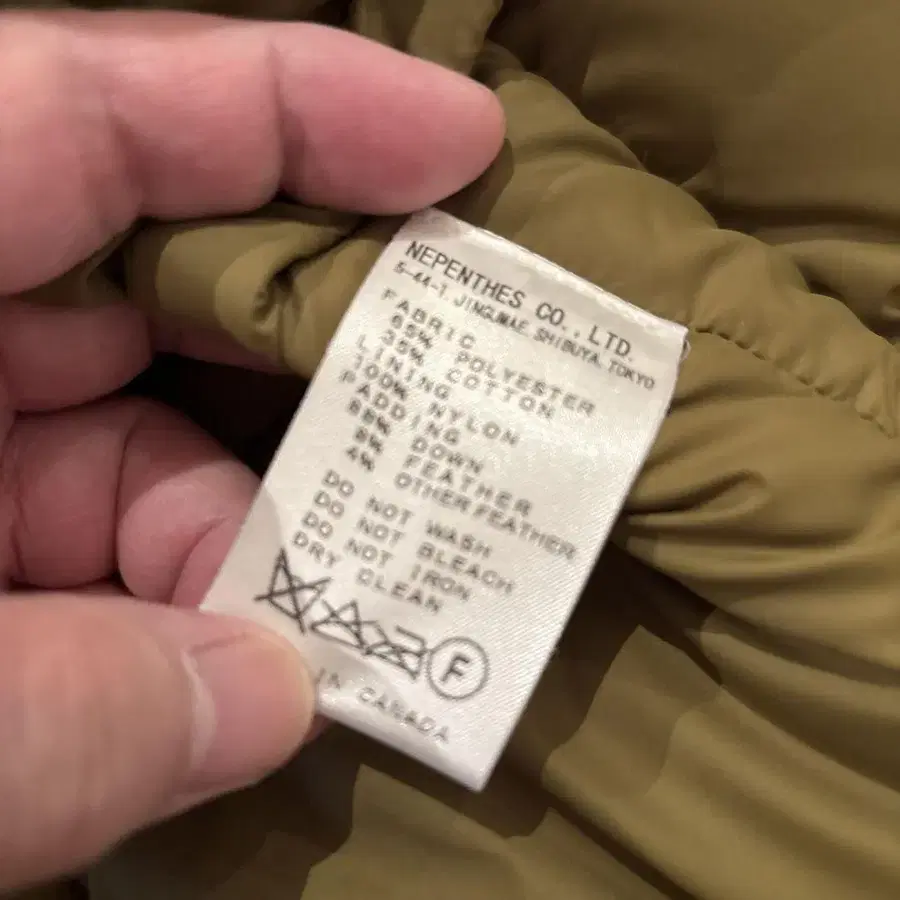 NEPENTHES CO., LTD.
5-44-1, JINGUMAE, SHIBUYA, TOKYO
FABRIC
65% POLYESTER
35% COTTON
LINING
100% NYLON
PADDING
88% DOWN
8% FEATHER
4% OTHER FEATHER
DO NOT WASH
DO NOT BLEACH
DO NOT IRON
DRY CLEAN
F
IN CANADA